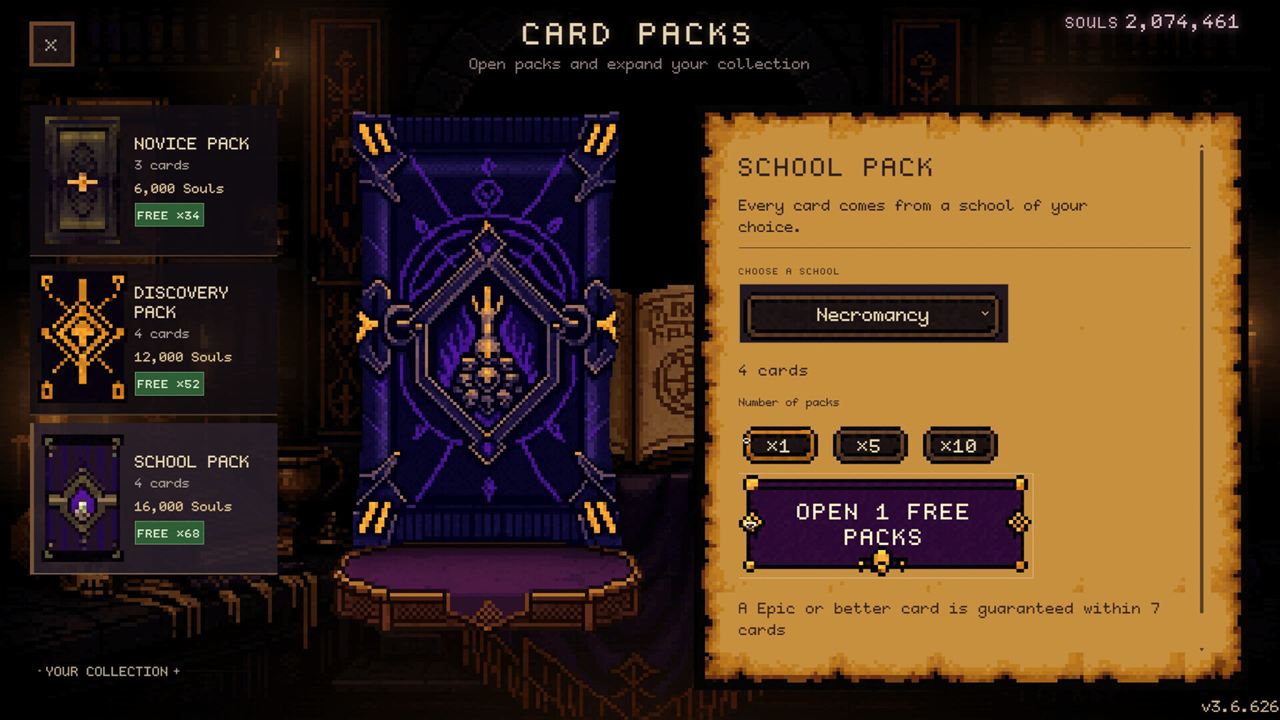 ×
CARD PACKS
Open packs and expand your collection
SOULS 2,074,461
NOVICE PACK
3 cards
6,000 Souls
FREE ×34
DISCOVERY
PACK
4 cards
12,000 Souls
FREE ×52
SCHOOL PACK
4 cards
16,000 Souls
FREE ×68
· YOUR COLLECTION +
SCHOOL PACK
Every card comes from a school of your
choice.
CHOOSE A SCHOOL
Necromancy
4 cards
Number of packs
×1 ×5 ×10
OPEN 1 FREE
PACKS
A Epic or better card is guaranteed within 7
cards
v3.6.626